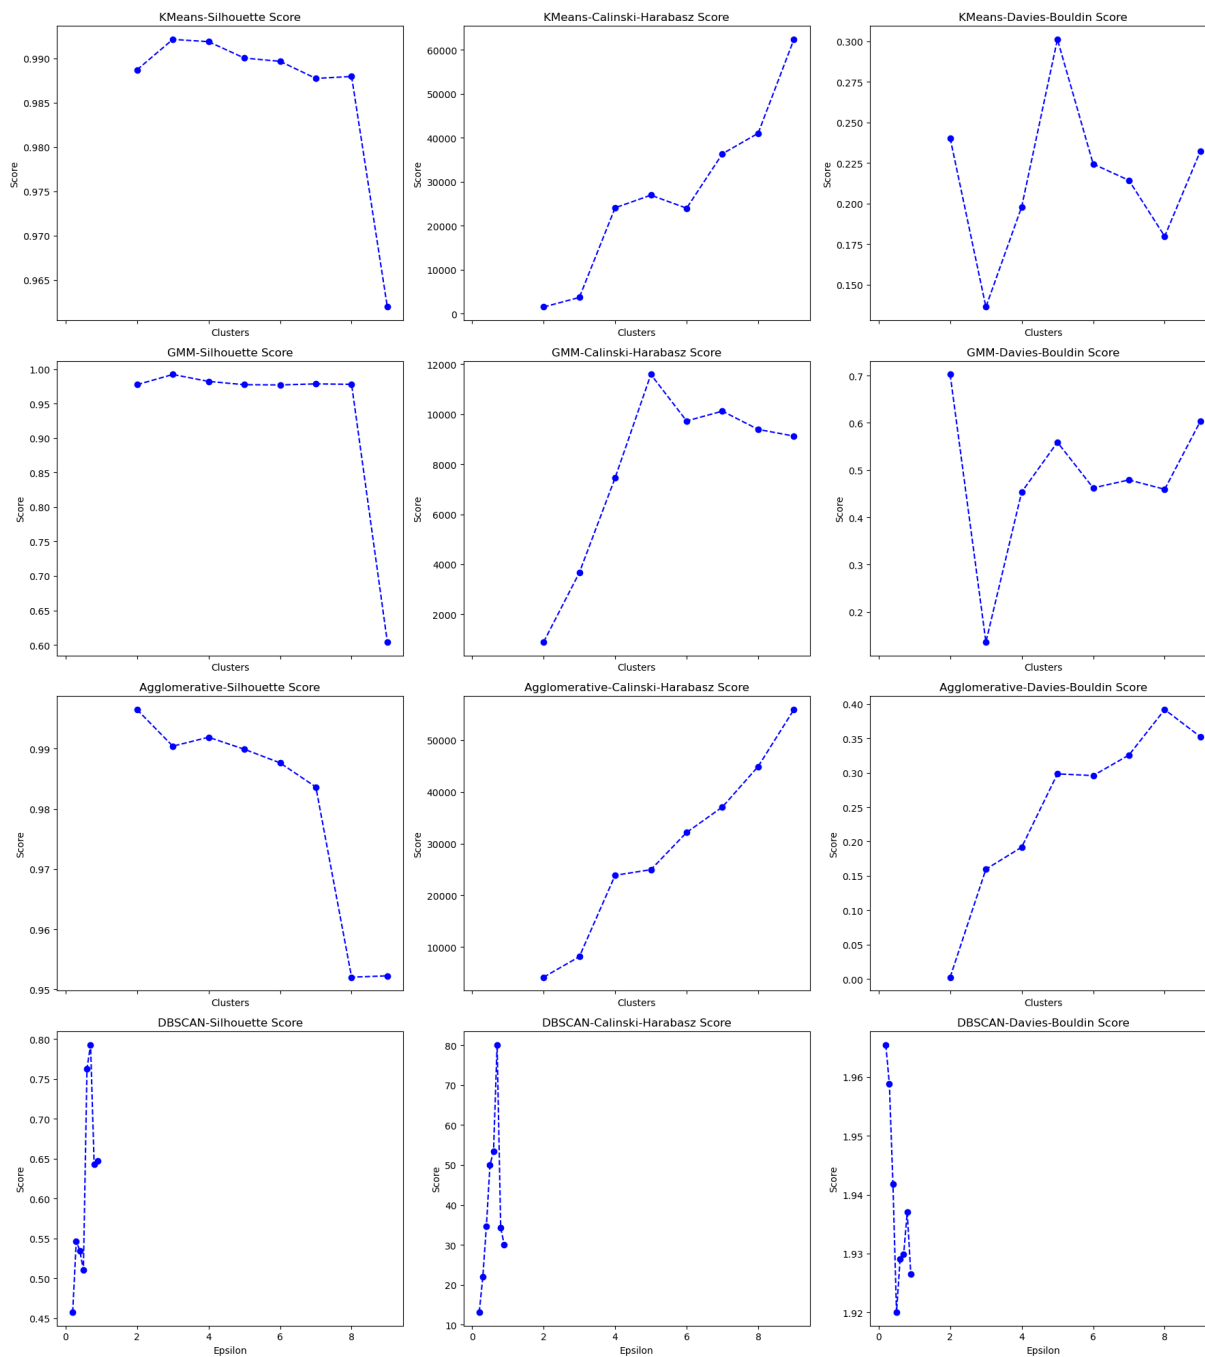 KMeans-Silhouette Score
0.990
0.985
0.980
0.975
0.970
0.965
Score
Clusters
KMeans-Calinski-Harabasz Score
60000
50000
40000
30000
20000
10000
0
Score
Clusters
KMeans-Davies-Bouldin Score
0.300
0.275
0.250
0.225
0.200
0.175
0.150
Score
Clusters
GMM-Silhouette Score
1.00
0.95
0.90
0.85
0.80
0.75
0.70
0.65
0.60
Score
Clusters
GMM-Calinski-Harabasz Score
12000
10000
8000
6000
4000
2000
Score
Clusters
GMM-Davies-Bouldin Score
0.7
0.6
0.5
0.4
0.3
0.2
Score
Clusters
Agglomerative-Silhouette Score
0.99
0.98
0.97
0.96
0.95
Score
Clusters
Agglomerative-Calinski-Harabasz Score
50000
40000
30000
20000
10000
Score
Clusters
Agglomerative-Davies-Bouldin Score
0.40
0.35
0.30
0.25
0.20
0.15
0.10
0.05
0.00
Score
Clusters
DBSCAN-Silhouette Score
0.80
0.75
0.70
0.65
0.60
0.55
0.50
0.45
Score
0 2 4 6 8
Epsilon
DBSCAN-Calinski-Harabasz Score
80
70
60
50
40
30
20
10
Score
0 2 4 6 8
Epsilon
DBSCAN-Davies-Bouldin Score
1.96
1.95
1.94
1.93
1.92
Score
0 2 4 6 8
Epsilon